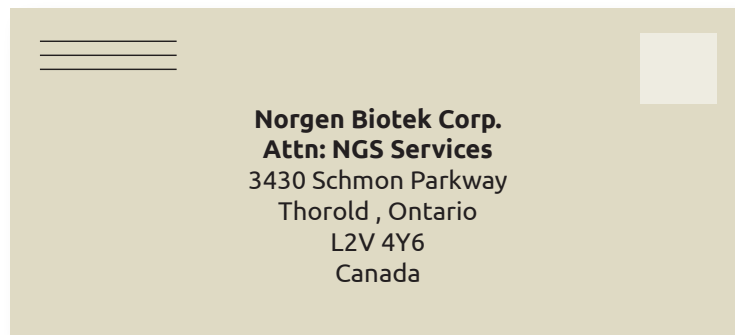 Norgen Biotek Corp.
Attn: NGS Services
3430 Schmon Parkway
Thorold , Ontario
L2V 4Y6
Canada